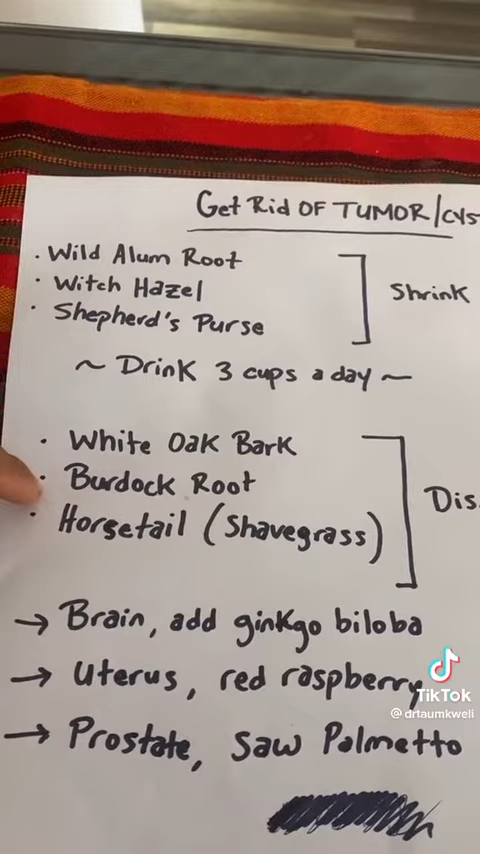 Get Rid OF TUMOR/cys
· Wild Alum Root
· Witch Hazel
Shrink
· Shepherd's Purse
~ Drink 3 cups a day ~
· White Oak Bark
· Burdock Root
Dis.
· Horsetail (Shavegrass)
→ Brain, add ginkgo biloba
→ Uterus, red raspberry
→ Prostate, Saw Palmetto
TikTok
@drtaumkweli